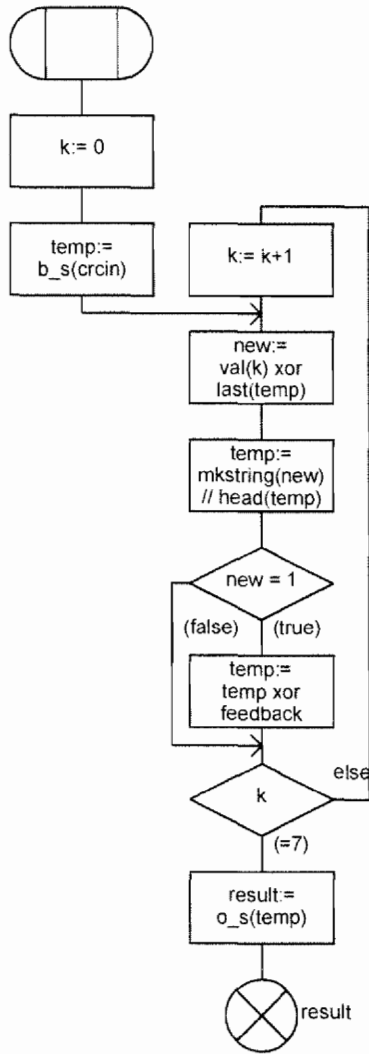 k:= 0
temp:=
b_s(crcin)
k:= k+1
new:=
val(k) xor
last(temp)
temp:=
mkstring(new)
// head(temp)
new = 1
(false)
(true)
temp:=
temp xor
feedback
k
else
(=7)
result:=
o_s(temp)
result